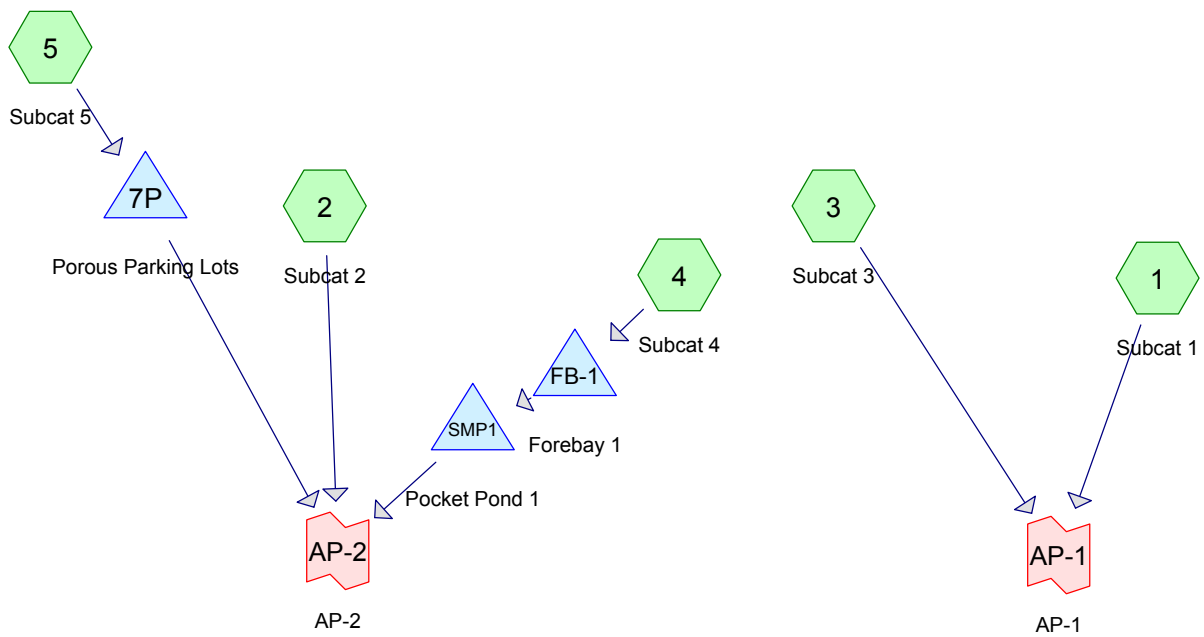 5
Subcat 5
7P
Porous Parking Lots
2
Subcat 2
4
Subcat 4
FB-1
Forebay 1
SMP1
Pocket Pond 1
AP-2
AP-2
3
Subcat 3
1
Subcat 1
AP-1
AP-1